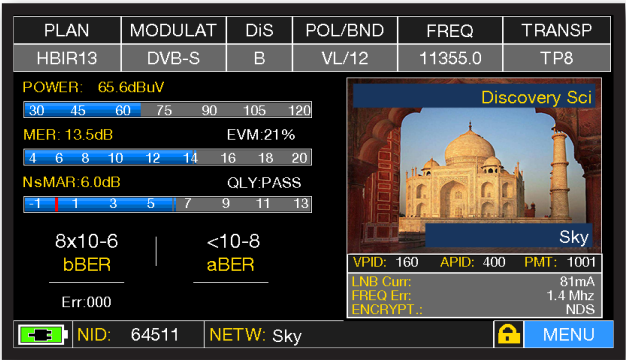 PLAN MODULAT DiS POL/BND FREQ TRANSP
HBIR13 DVB-S B VL/12 11355.0 TP8
POWER: 65.6dBuV
30 45 60 75 90 105 120
MER: 13.5dB EVM:21%
4 6 8 10 12 14 16 18 20
NsMAR:6.0dB QLY:PASS
-1 1 3 5 7 9 11 13
8x10-6 <10-8
bBER aBER
Err:000
Discovery Sci
Sky
VPID: 160 APID: 400 PMT: 1001
LNB Curr: 81mA
FREQ Err: 1.4 Mhz
ENCRYPT.: NDS
NID: 64511 NETW: Sky MENU